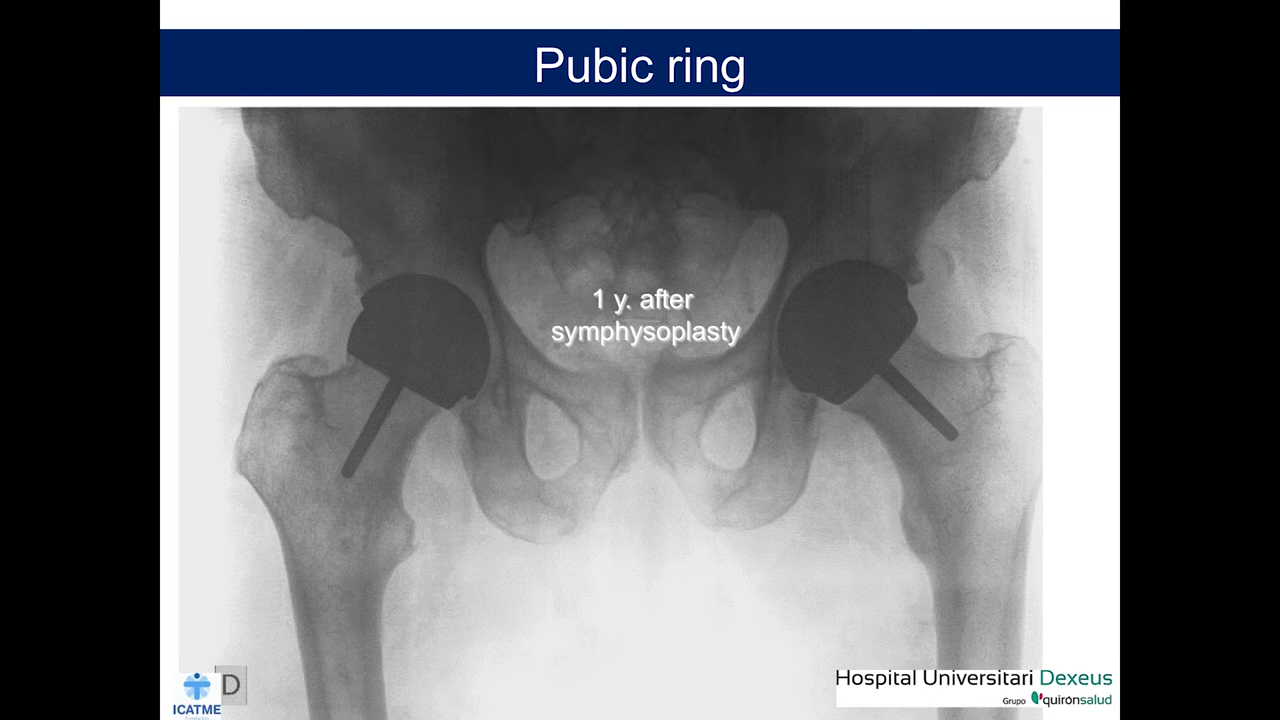 Pubic ring
1 y. after
symphysoplasty
D
ICATME
Hospital Universitari Dexeus
Grupo quirónsalud